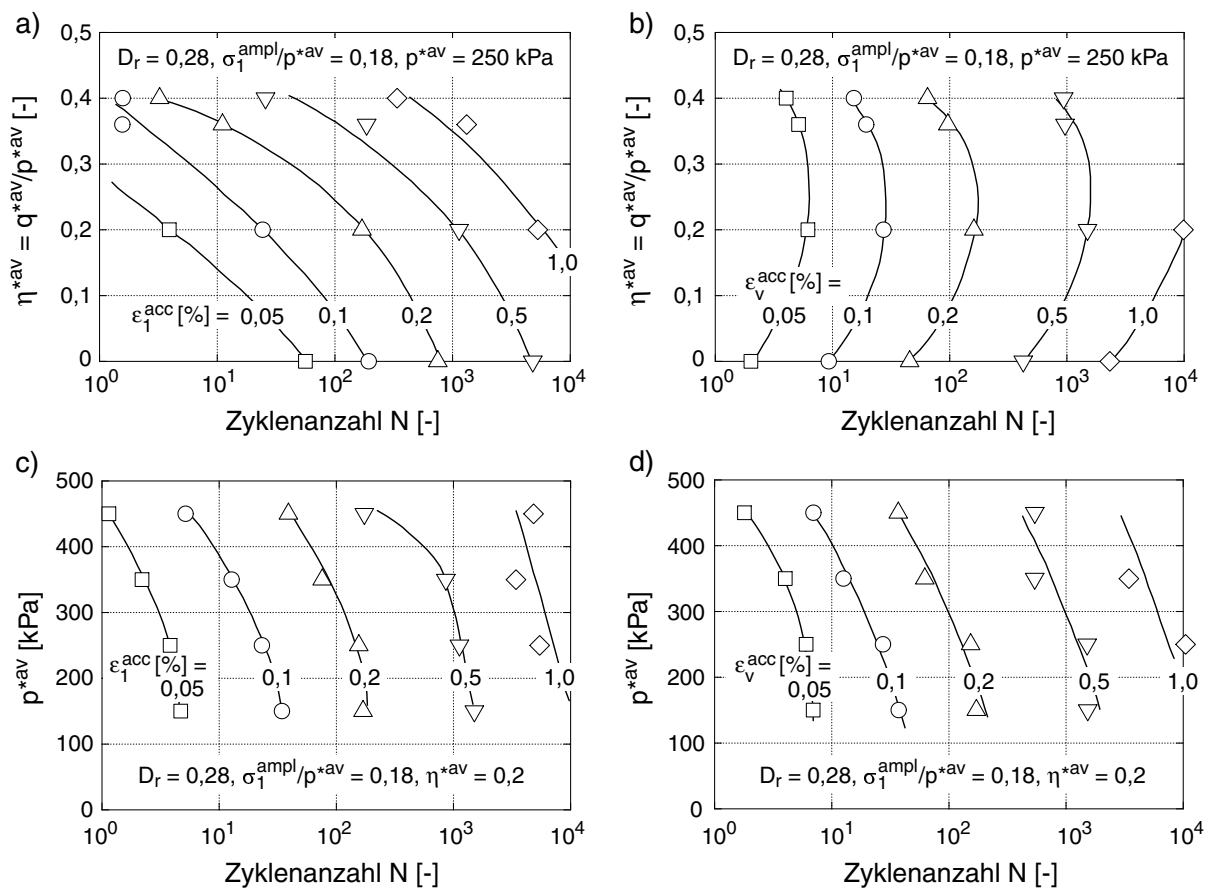 a)
0,5
0,4
0,3
0,2
0,1
0
η*av = q*av/p*av [-]
D_r = 0,28, σ_1^ampl/p*av = 0,18, p*av = 250 kPa
ε_1^acc [%] = 0,05 0,1 0,2 0,5
1,0
10^0 10^1 10^2 10^3 10^4
Zyklenanzahl N [-]
b)
0,5
0,4
0,3
0,2
0,1
0
η*av = q*av/p*av [-]
D_r = 0,28, σ_1^ampl/p*av = 0,18, p*av = 250 kPa
ε_v^acc [%] =
0,05 0,1 0,2 0,5 1,0
10^0 10^1 10^2 10^3 10^4
Zyklenanzahl N [-]
c)
500
400
300
200
100
0
p*av [kPa]
ε_1^acc [%] =
0,05 0,1 0,2 0,5 1,0
D_r = 0,28, σ_1^ampl/p*av = 0,18, η*av = 0,2
10^0 10^1 10^2 10^3 10^4
Zyklenanzahl N [-]
d)
500
400
300
200
100
0
p*av [kPa]
ε_v^acc [%] =
0,05 0,1 0,2 0,5 1,0
D_r = 0,28, σ_1^ampl/p*av = 0,18, η*av = 0,2
10^0 10^1 10^2 10^3 10^4
Zyklenanzahl N [-]